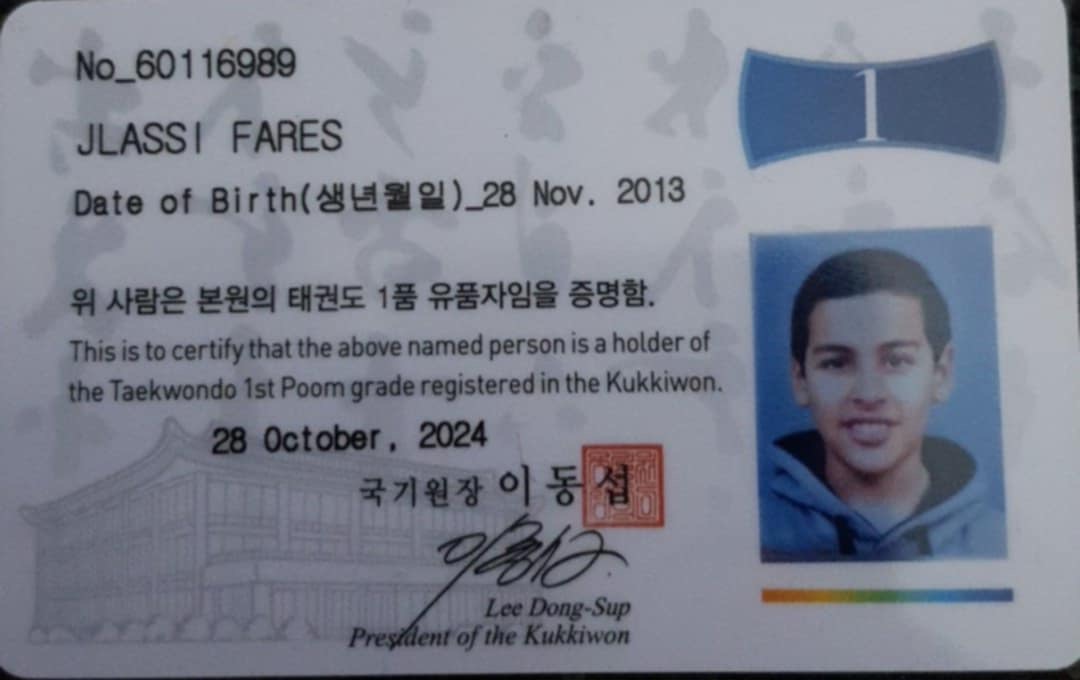 No_60116989
1
JLASSI FARES
Date of Birth(생년월일)_28 Nov. 2013
위 사람은 본원의 태권도 1품 유품자임을 증명함.
This is to certify that the above named person is a holder of
the Taekwondo 1st Poom grade registered in the Kukkiwon.
28 October, 2024
국기원장 이동섭
Lee Dong-Sup
President of the Kukkiwon